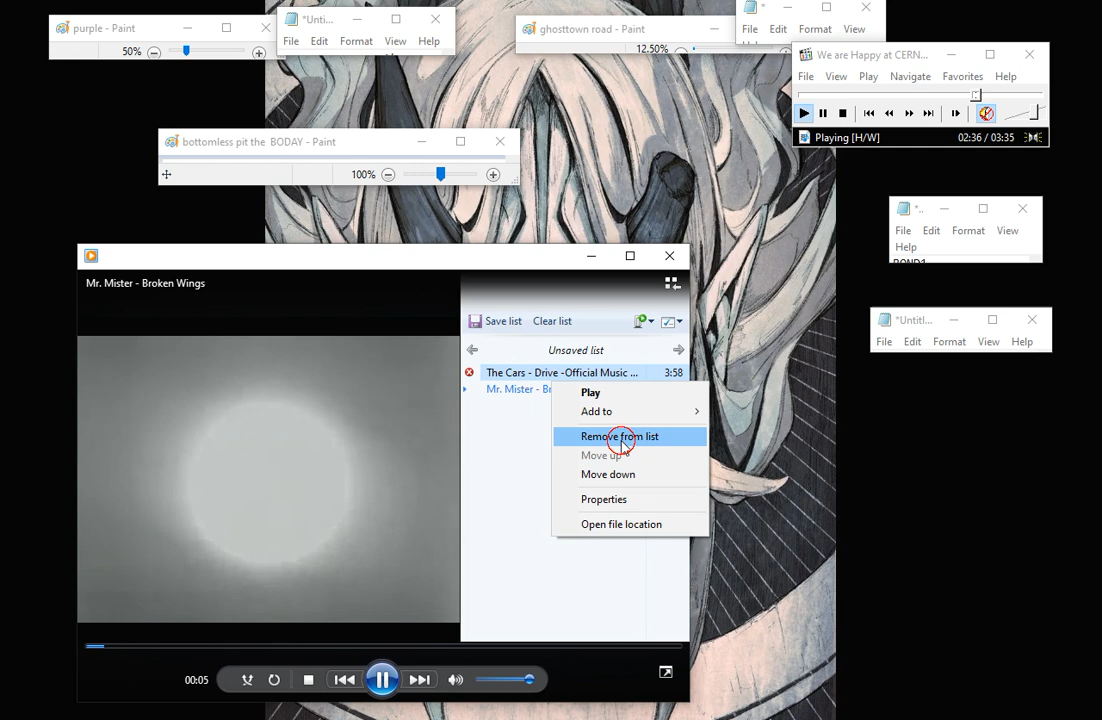 purple - Paint
50%
*Unti...
File Edit Format View Help
ghosttown road - Paint
12.50%
*
File Edit Format View
We are Happy at CERN...
File View Play Navigate Favorites Help
Playing [H/W] 02:36 / 03:35
bottomless pit the BODAY - Paint
100%
*..
File Edit Format View
Help
*Untitl...
File Edit Format View Help
Mr. Mister - Broken Wings
Save list Clear list
Unsaved list
The Cars - Drive -Official Music ... 3:58
Mr. Mister - Br
Play
Add to
Remove from list
Move up
Move down
Properties
Open file location
00:05